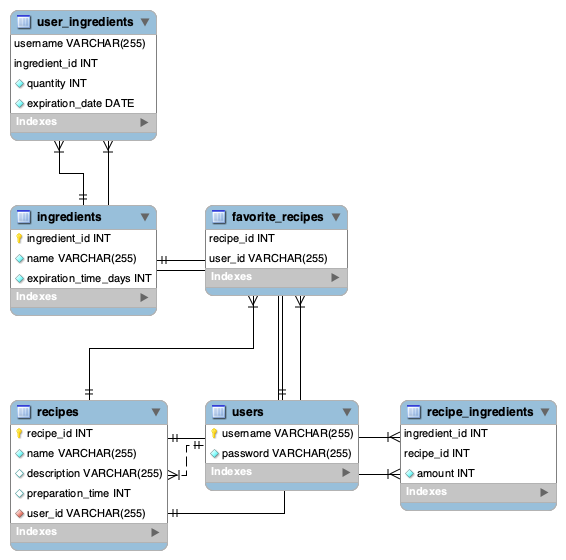 user_ingredients
username VARCHAR(255)
ingredient_id INT
quantity INT
expiration_date DATE
Indexes
ingredients
ingredient_id INT
name VARCHAR(255)
expiration_time_days INT
Indexes
favorite_recipes
recipe_id INT
user_id VARCHAR(255)
Indexes
recipes
recipe_id INT
name VARCHAR(255)
description VARCHAR(255)
preparation_time INT
user_id VARCHAR(255)
Indexes
users
username VARCHAR(255)
password VARCHAR(255)
Indexes
recipe_ingredients
ingredient_id INT
recipe_id INT
amount INT
Indexes